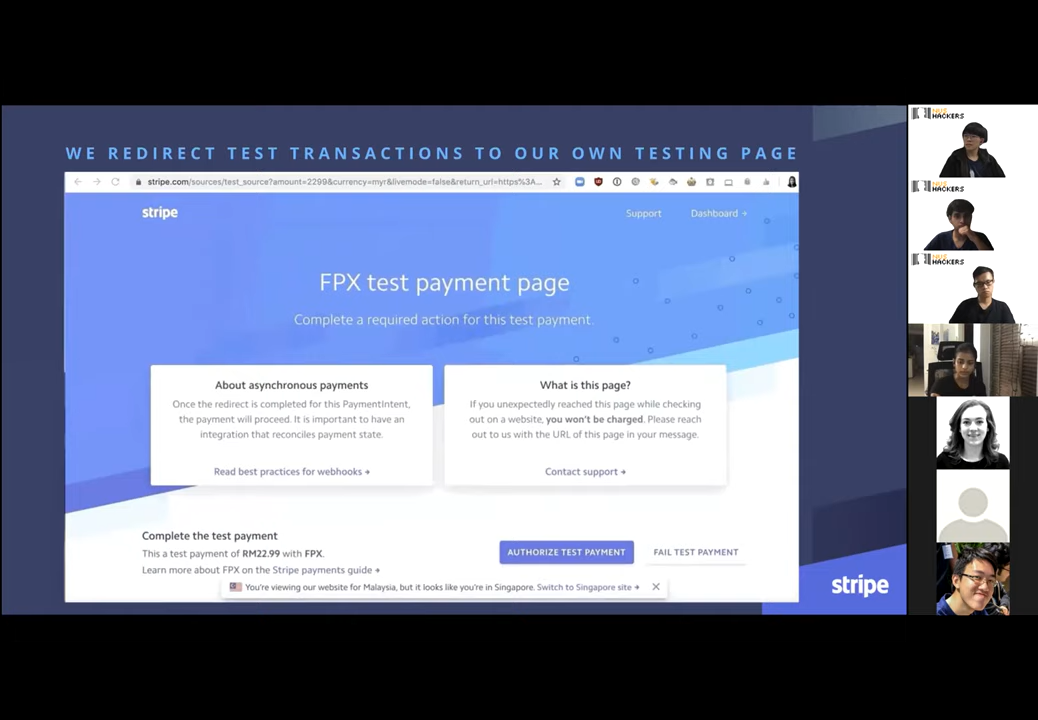 WE REDIRECT TEST TRANSACTIONS TO OUR OWN TESTING PAGE
stripe.com/sources/test_source?amount=2299&currency=myr&livemode=false&return_url=https%3A...
stripe
Support
Dashboard →
FPX test payment page
Complete a required action for this test payment.
About asynchronous payments
Once the redirect is completed for this PaymentIntent,
the payment will proceed. It is important to have an
integration that reconciles payment state.
Read best practices for webhooks →
What is this page?
If you unexpectedly reached this page while checking
out on a website, you won't be charged. Please reach
out to us with the URL of this page in your message.
Contact support →
Complete the test payment
This a test payment of RM22.99 with FPX.
Learn more about FPX on the Stripe payments guide →
AUTHORIZE TEST PAYMENT
FAIL TEST PAYMENT
You're viewing our website for Malaysia, but it looks like you're in Singapore. Switch to Singapore site →
stripe
NUS
HACKERS
NUS
HACKERS
NUS
HACKERS